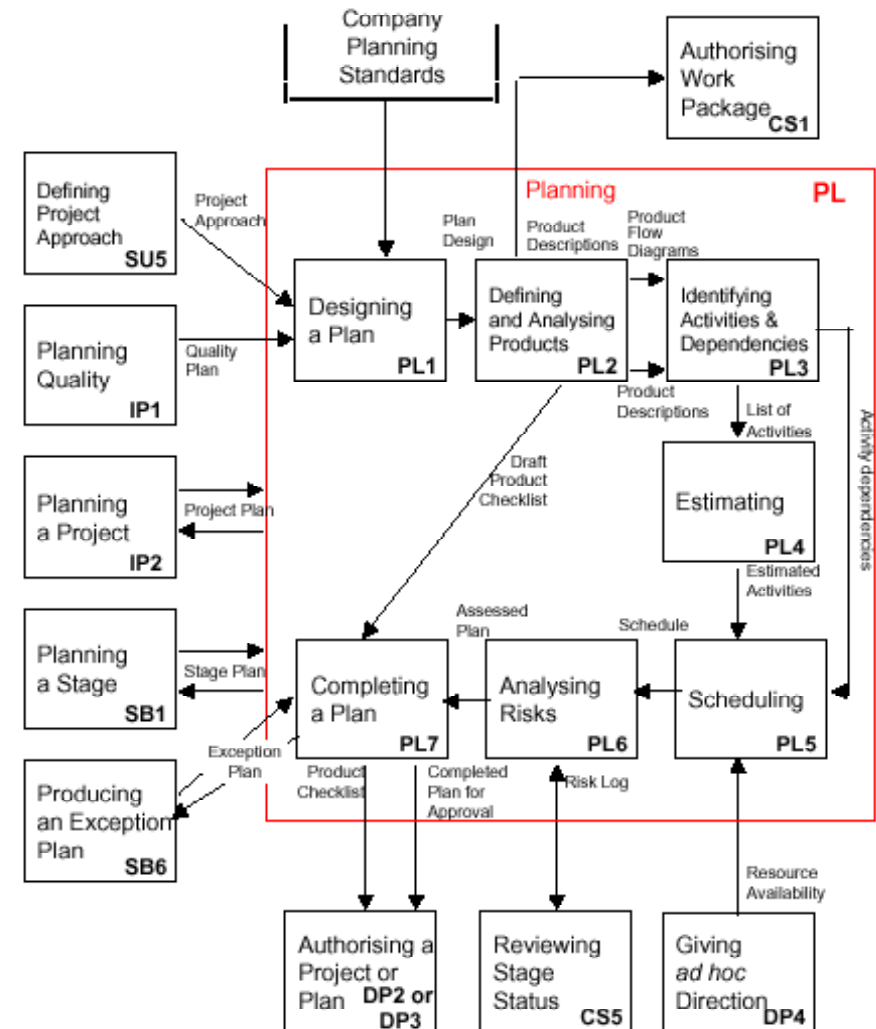 Company
Planning
Standards
Authorising
Work
Package
CS1
Defining
Project
Approach
SU5
Project
Approach
Planning
PL
Plan
Design
Product
Descriptions
Product
Flow
Diagrams
Designing
a Plan
PL1
Defining
and Analysing
Products
PL2
Identifying
Activities &
Dependencies
PL3
Planning
Quality
IP1
Quality
Plan
Product
Descriptions
List of
Activities
Activity dependencies
Draft
Product
Checklist
Planning
a Project
IP2
Project Plan
Estimating
PL4
Estimated
Activities
Planning
a Stage
SB1
Stage Plan
Assessed
Plan
Schedule
Completing
a Plan
PL7
Analysing
Risks
PL6
Scheduling
PL5
Exception
Plan
Product
Checklist
Completed
Plan for
Approval
Risk Log
Producing
an Exception
Plan
SB6
Resource
Availability
Authorising a
Project or
Plan DP2 or
DP3
Reviewing
Stage
Status
CS5
Giving
ad hoc
Direction
DP4